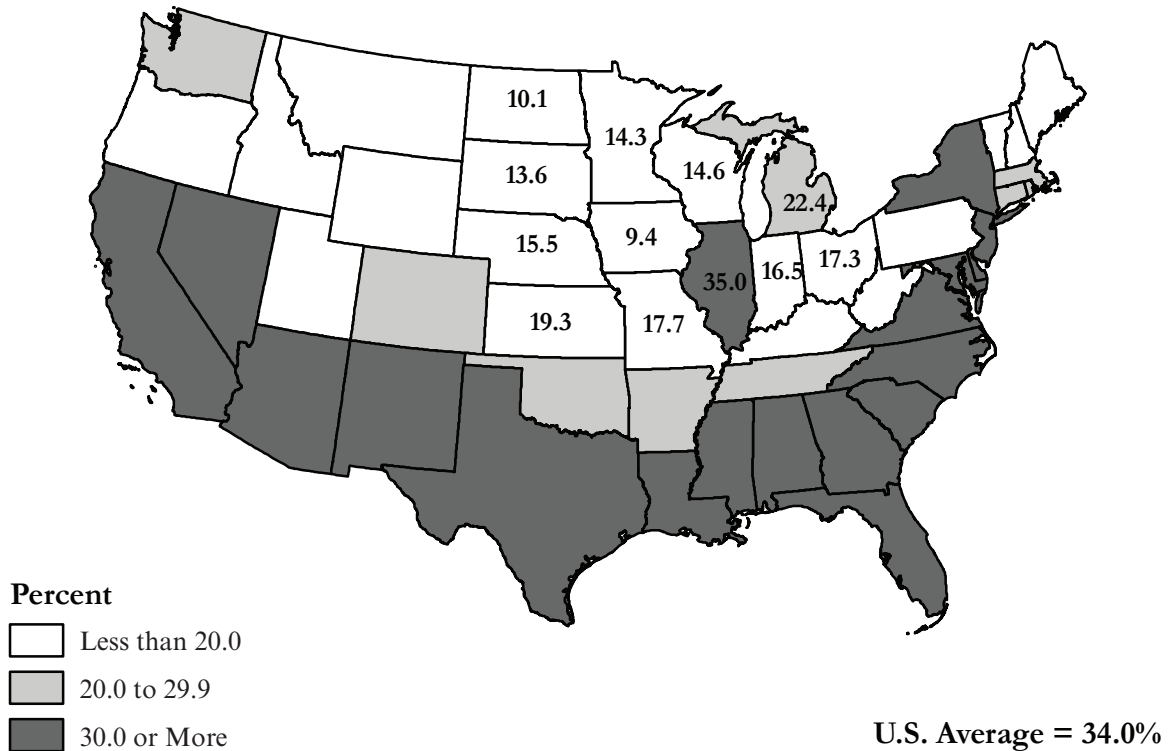 10.1
14.3
13.6
14.6
22.4
15.5
9.4
35.0
16.5
17.3
19.3
17.7
Percent
Less than 20.0
20.0 to 29.9
30.0 or More
U.S. Average = 34.0%